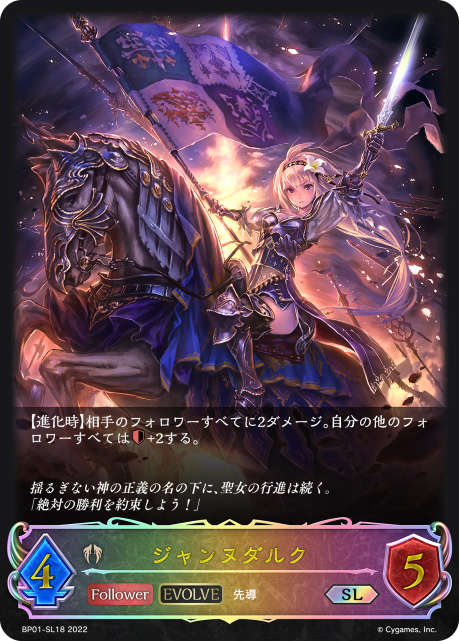 【進化時】相手のフォロワーすべてに2ダメージ。自分の他のフォ
ロワーすべては+2する。
揺るぎない神の正義の名の下に、聖女の行進は続く。
「絶対の勝利を約束しよう!」
ジャンヌダルク
4
5
Follower EVOLVE 先導 SL
BP01-SL18 2022
© Cygames, Inc.